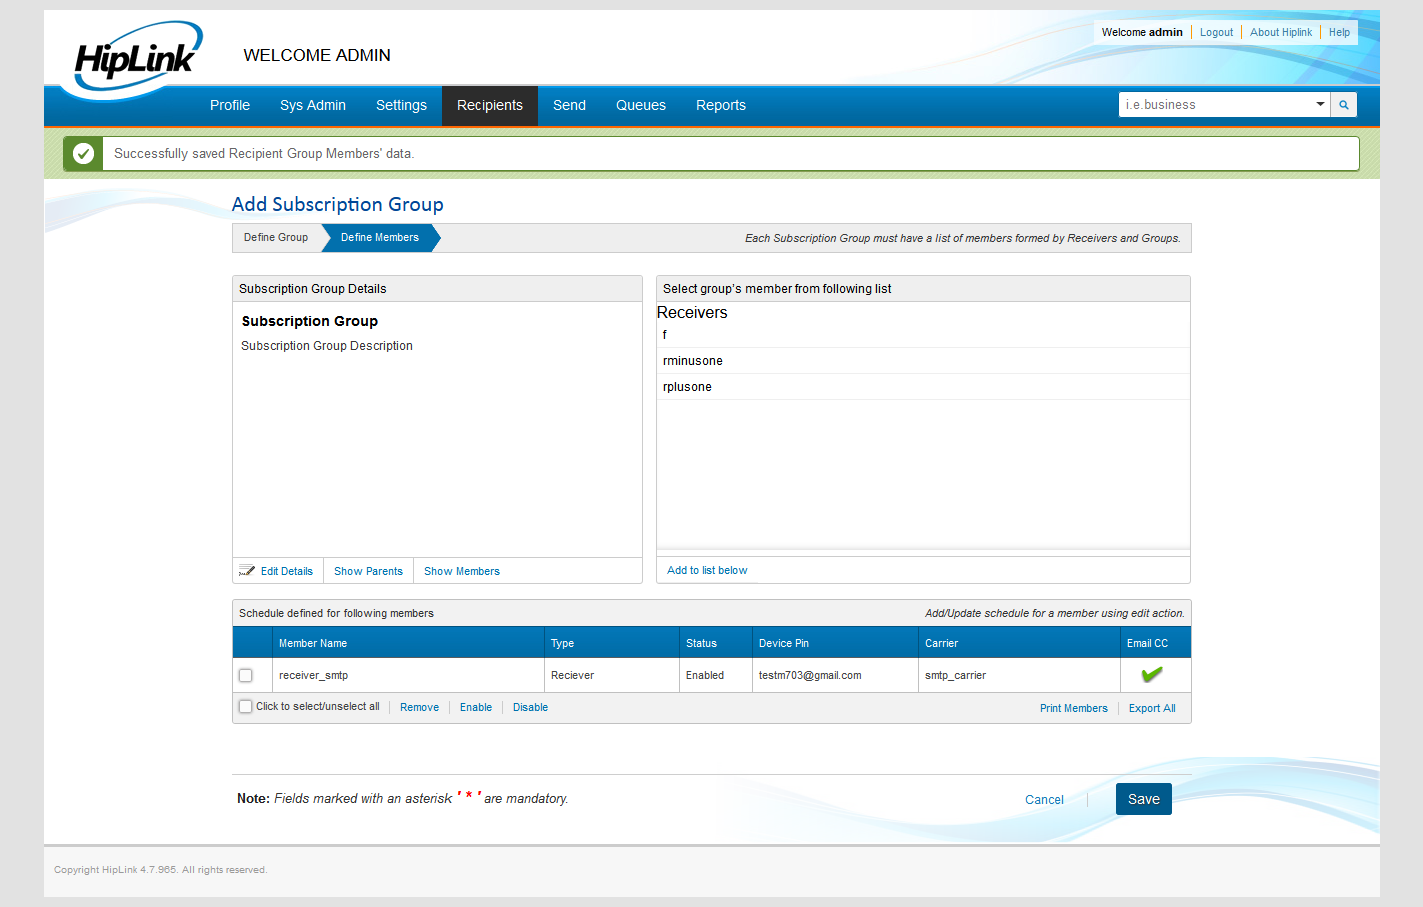 HipLink
WELCOME ADMIN
Welcome admin Logout About Hiplink Help
Profile Sys Admin Settings Recipients Send Queues Reports
i.e.business
Successfully saved Recipient Group Members' data.
Add Subscription Group
Define Group Define Members Each Subscription Group must have a list of members formed by Receivers and Groups.
Subscription Group Details
Subscription Group
Subscription Group Description
Edit Details Show Parents Show Members
Select group's member from following list
Receivers
f
rminusone
rplusone
Add to list below
Schedule defined for following members Add/Update schedule for a member using edit action.
Member Name Type Status Device Pin Carrier Email CC
receiver_smtp Reciever Enabled testm703@gmail.com smtp_carrier
Click to select/unselect all Remove Enable Disable Print Members Export All
Note: Fields marked with an asterisk ' * ' are mandatory.
Cancel Save
Copyright HipLink 4.7.965. All rights reserved.